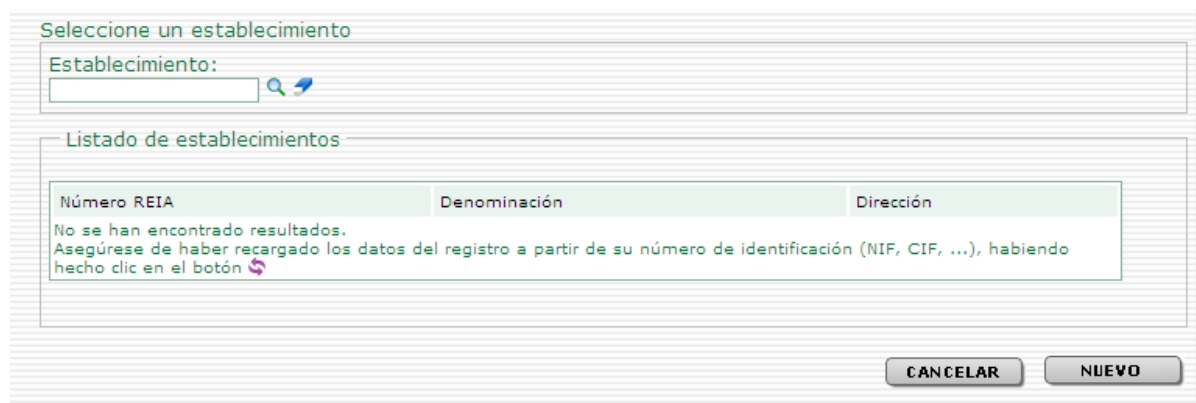 Seleccione un establecimiento
Establecimiento:
Listado de establecimientos
Número REIA Denominación Dirección
No se han encontrado resultados.
Asegúrese de haber recargado los datos del registro a partir de su número de identificación (NIF, CIF, ...), habiendo
hecho clic en el botón
CANCELAR NUEVO